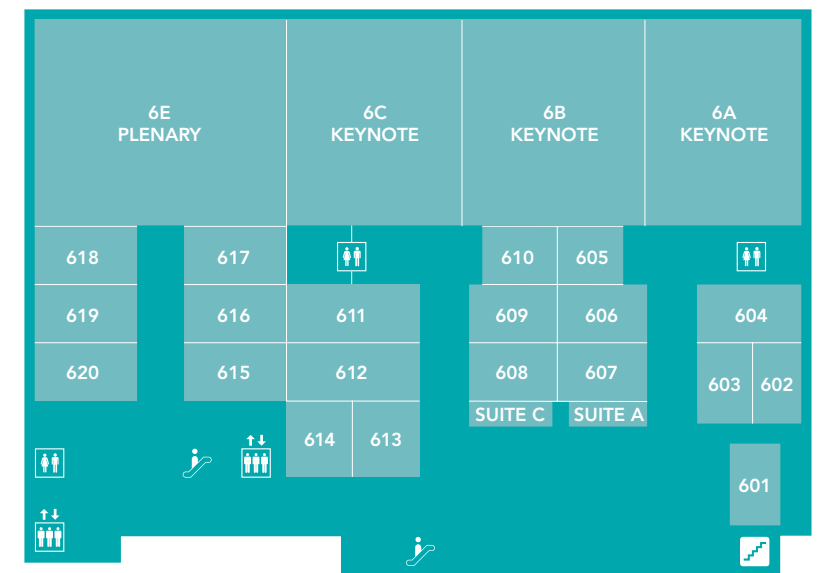 6E
PLENARY
6C
KEYNOTE
6B
KEYNOTE
6A
KEYNOTE
618
617
610
605
619
616
611
609
606
604
620
615
612
608
607
603
602
SUITE C
SUITE A
614
613
601